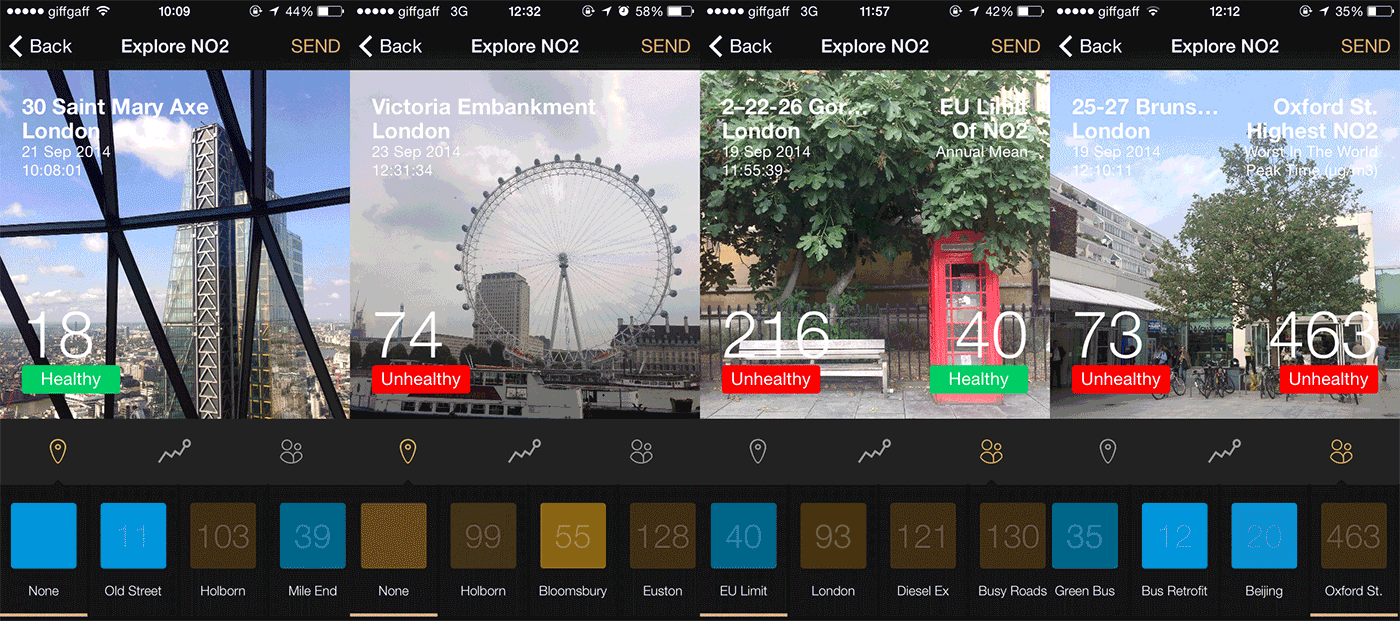 giffgaff 10:09 44%
Back Explore NO2 SEND
30 Saint Mary Axe
London
21 Sep 2014
10:08:01
18
Healthy
None
11
Old Street
103
Holborn
39
Mile End
giffgaff 3G 12:32 58%
Back Explore NO2 SEND
Victoria Embankment
London
23 Sep 2014
12:31:34
74
Unhealthy
None
99
Holborn
55
Bloomsbury
128
Euston
giffgaff 3G 11:57 42%
Back Explore NO2 SEND
2–22-26 Gor...
London
19 Sep 2014
11:55:39
EU Limit
Of NO2
Annual Mean
216
Unhealthy
40
Healthy
40
EU Limit
93
London
121
Diesel Ex
130
Busy Roads
giffgaff 12:12 35%
Back Explore NO2 SEND
25-27 Bruns...
London
19 Sep 2014
12:10:11
Oxford St.
Highest NO2
Worst In The World
Peak Time (ug/m3)
73
Unhealthy
463
Unhealthy
35
Green Bus
12
Bus Retrofit
20
Beijing
463
Oxford St.